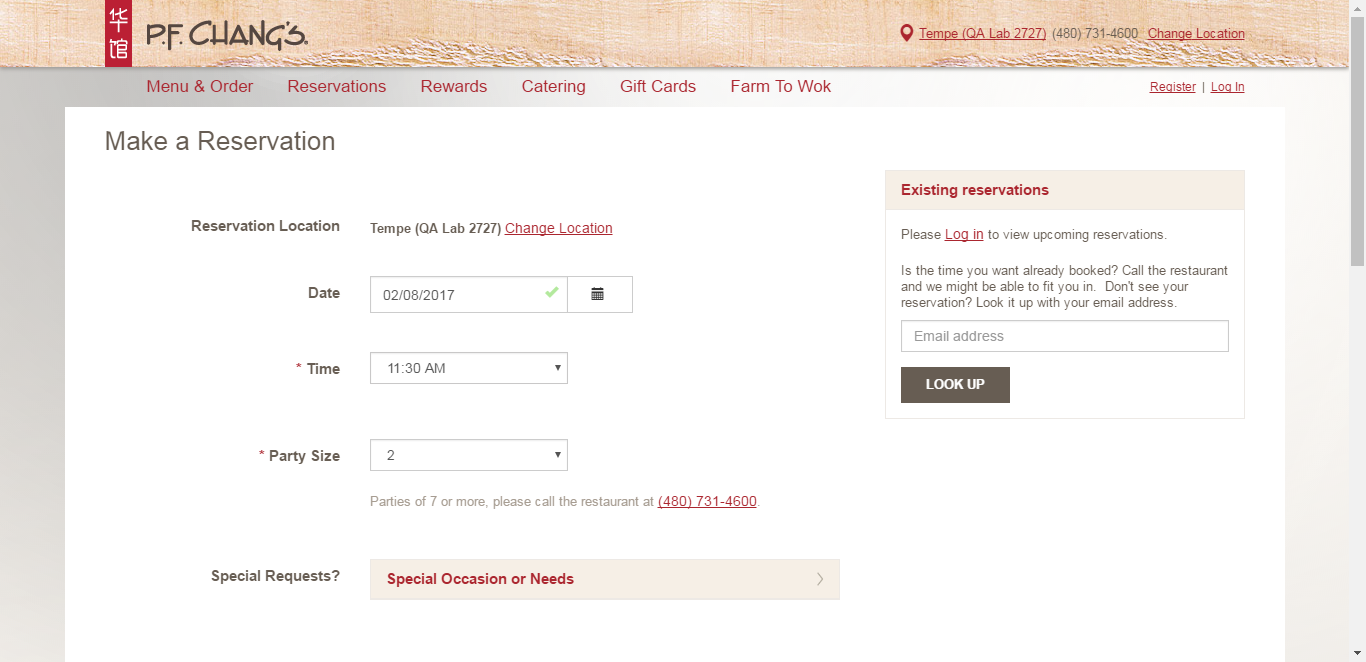 华馆
P.F. CHANG'S.
Tempe (QA Lab 2727) (480) 731-4600 Change Location
Menu & Order Reservations Rewards Catering Gift Cards Farm To Wok
Register | Log In
Make a Reservation
Reservation Location
Tempe (QA Lab 2727) Change Location
Date
02/08/2017
* Time
11:30 AM
* Party Size
2
Parties of 7 or more, please call the restaurant at (480) 731-4600.
Special Requests?
Special Occasion or Needs
Existing reservations
Please Log in to view upcoming reservations.
Is the time you want already booked? Call the restaurant
and we might be able to fit you in. Don't see your
reservation? Look it up with your email address.
Email address
LOOK UP